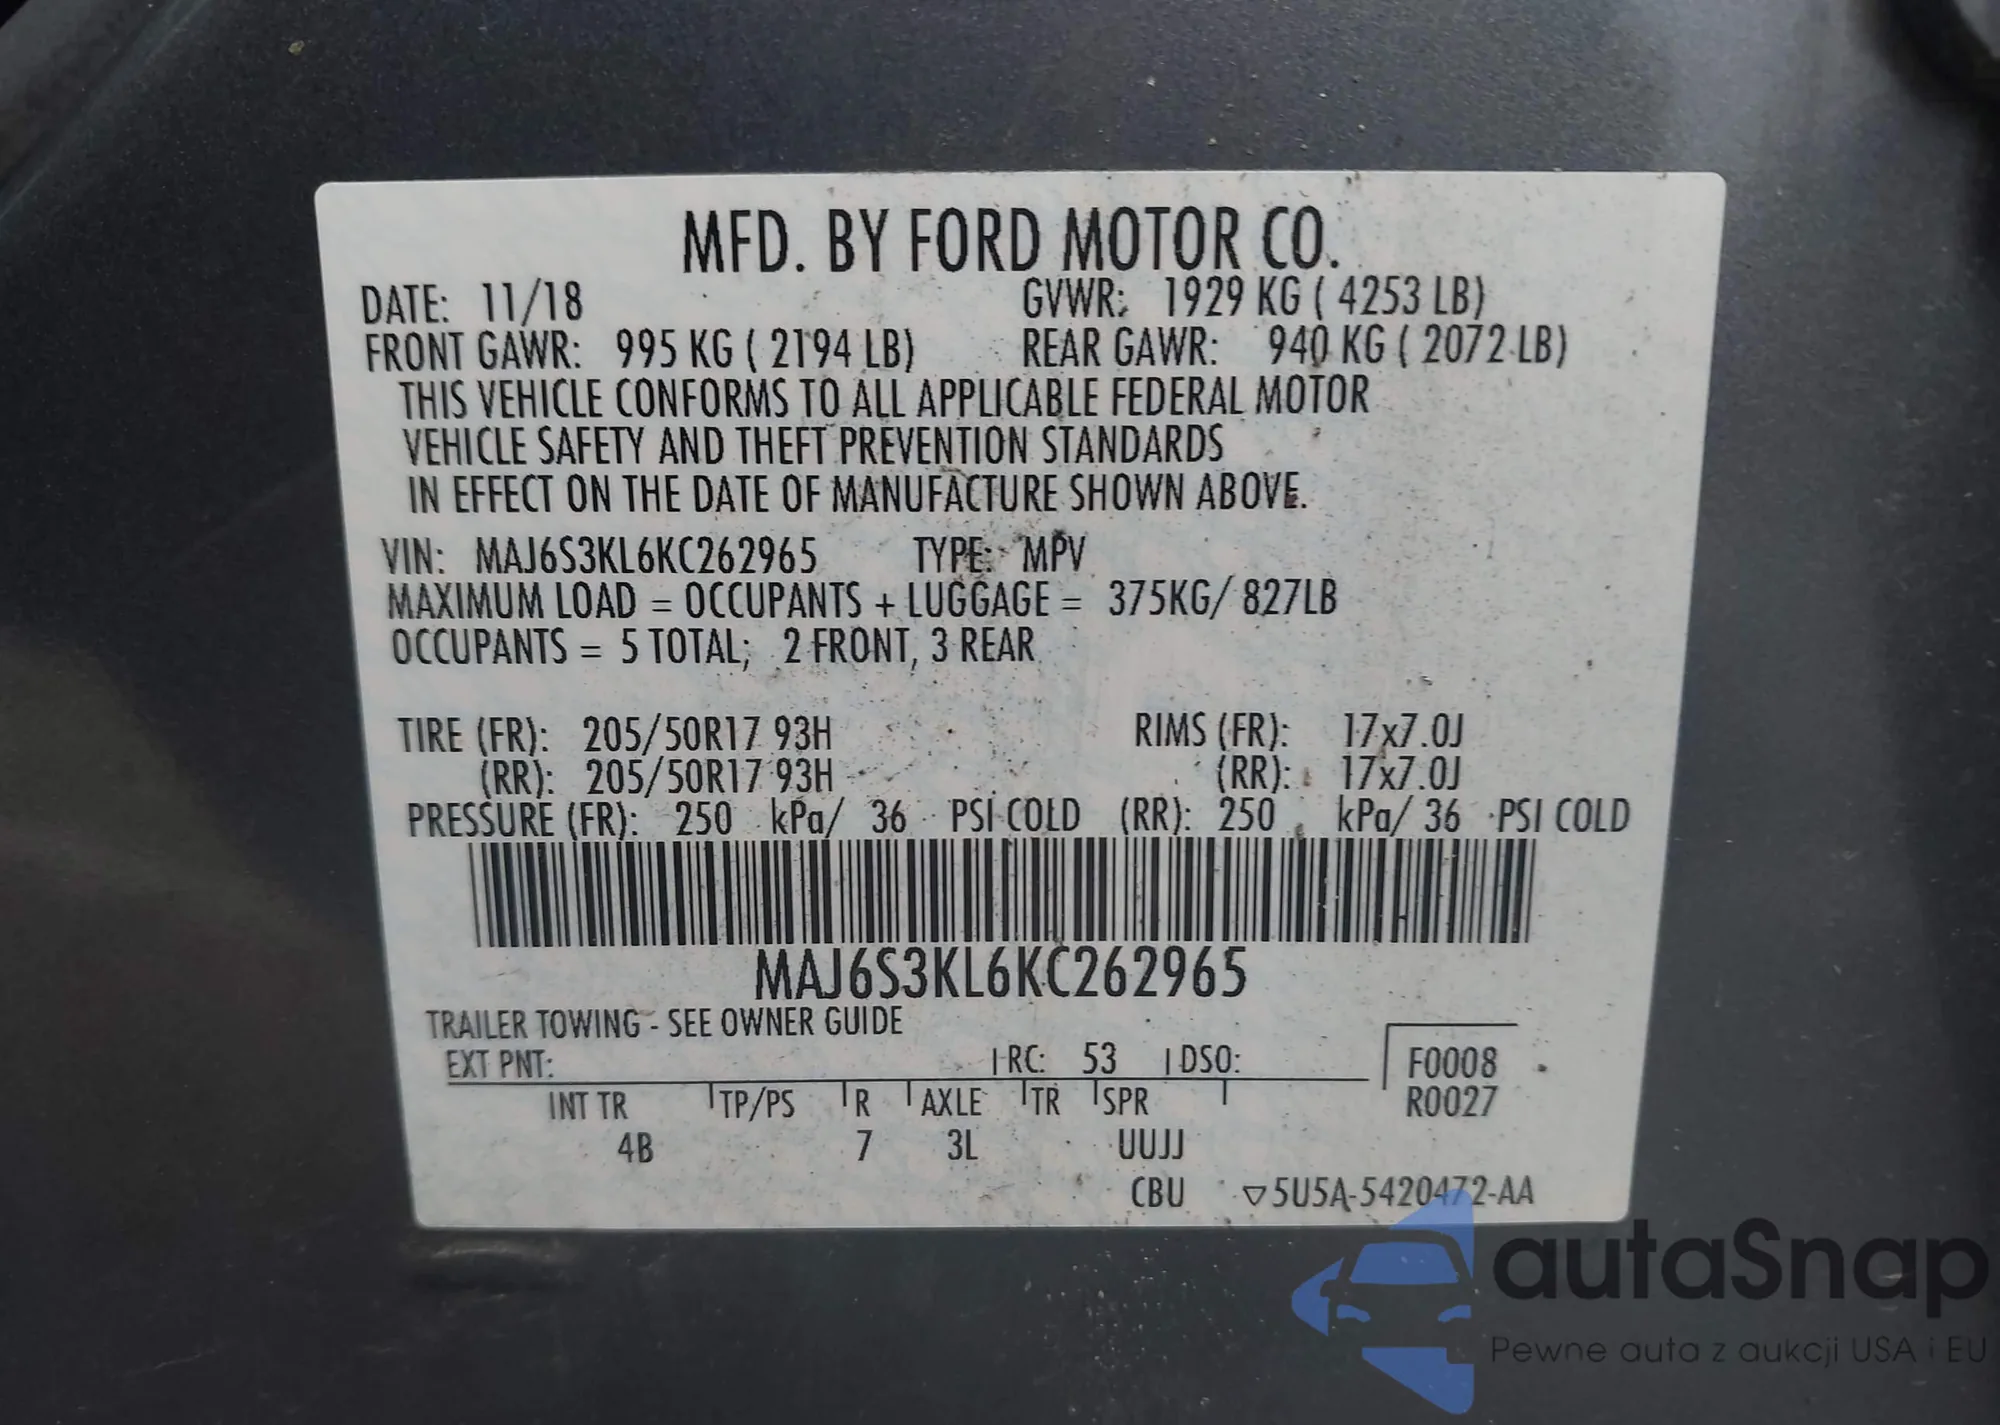 MFD. BY FORD MOTOR CO.
DATE: 11/18 GVWR: 1929 KG ( 4253 LB)
FRONT GAWR: 995 KG ( 2194 LB) REAR GAWR: 940 KG ( 2072 LB)
THIS VEHICLE CONFORMS TO ALL APPLICABLE FEDERAL MOTOR
VEHICLE SAFETY AND THEFT PREVENTION STANDARDS
IN EFFECT ON THE DATE OF MANUFACTURE SHOWN ABOVE.
VIN: MAJ6S3KL6KC262965 TYPE: MPV
MAXIMUM LOAD = OCCUPANTS + LUGGAGE = 375KG/ 827LB
OCCUPANTS = 5 TOTAL; 2 FRONT, 3 REAR
TIRE (FR): 205/50R17 93H RIMS (FR): 17x7.0J
(RR): 205/50R17 93H (RR): 17x7.0J
PRESSURE (FR): 250 kPa/ 36 PSI COLD (RR): 250 kPa/ 36 PSI COLD
MAJ6S3KL6KC262965
TRAILER TOWING - SEE OWNER GUIDE
EXT PNT: RC: 53 DSO: F0008
INT TR TP/PS R AXLE TR SPR R0027
4B 7 3L UUJJ
CBU ▽5U5A-5420472-AA
autaSnap
Pewne auta z aukcji USA i EU